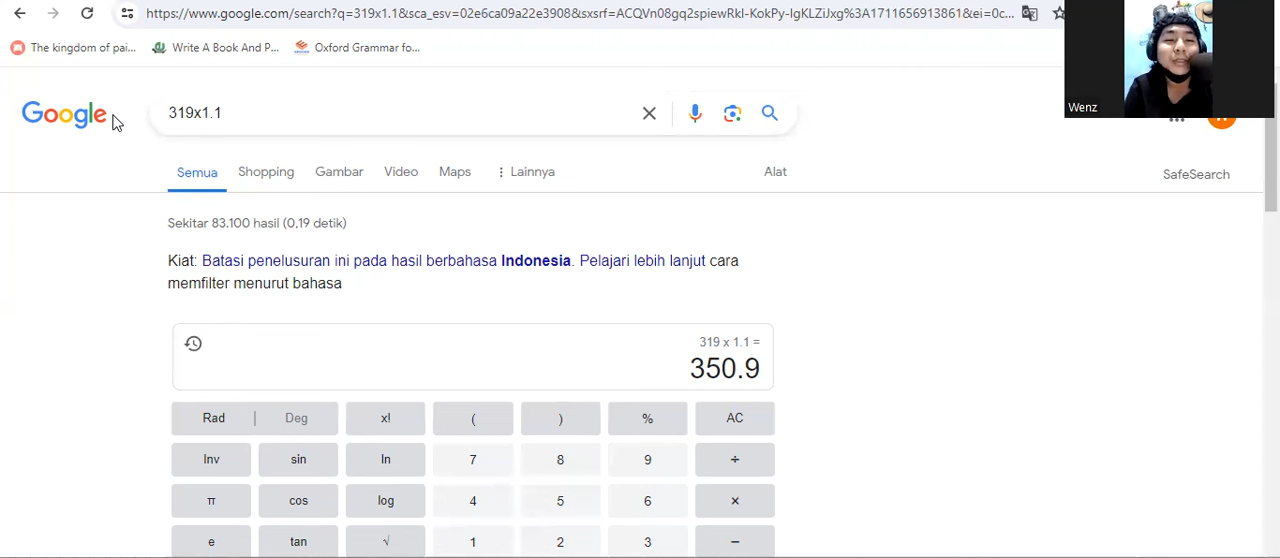 https://www.google.com/search?q=319x1.1&sca_esv=02e6ca09a22e3908&sxsrf=ACQVn08gq2spiewRkI-KokPy-IgKLZiJxg%3A1711656913861&ei=0c...
The kingdom of pai... Write A Book And P... Oxford Grammar fo...
Wenz
Google 319x1.1
Semua Shopping Gambar Video Maps Lainnya Alat SafeSearch
Sekitar 83.100 hasil (0,19 detik)
Kiat: Batasi penelusuran ini pada hasil berbahasa Indonesia. Pelajari lebih lanjut cara
memfilter menurut bahasa
319 x 1.1 =
350.9
Rad | Deg x! ( ) % AC
Inv sin ln 7 8 9 ÷
π cos log 4 5 6 ×
e tan √ 1 2 3 −